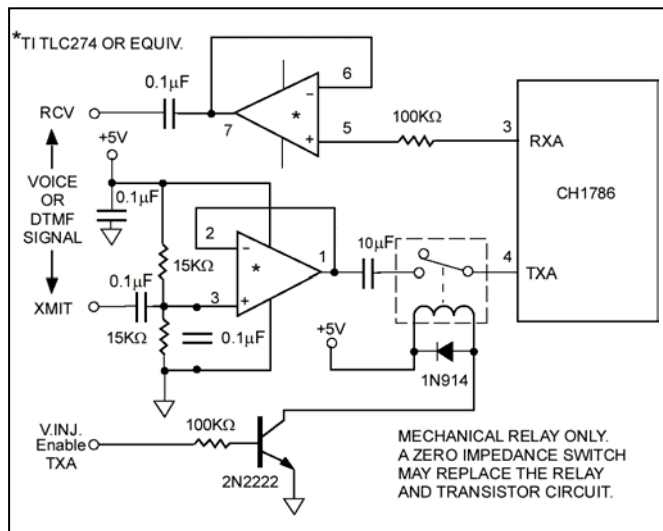 *TI TLC274 OR EQUIV.
0.1µF
6
RCV
7
*
5
100KΩ
3
RXA
+5V
VOICE
OR
DTMF
SIGNAL
0.1µF
CH1786
2
1
10µF
4
TXA
15KΩ
*
0.1µF
3
XMIT
15KΩ
0.1µF
+5V
1N914
V.INJ.
Enable
TXA
100KΩ
2N2222
MECHANICAL RELAY ONLY.
A ZERO IMPEDANCE SWITCH
MAY REPLACE THE RELAY
AND TRANSISTOR CIRCUIT.